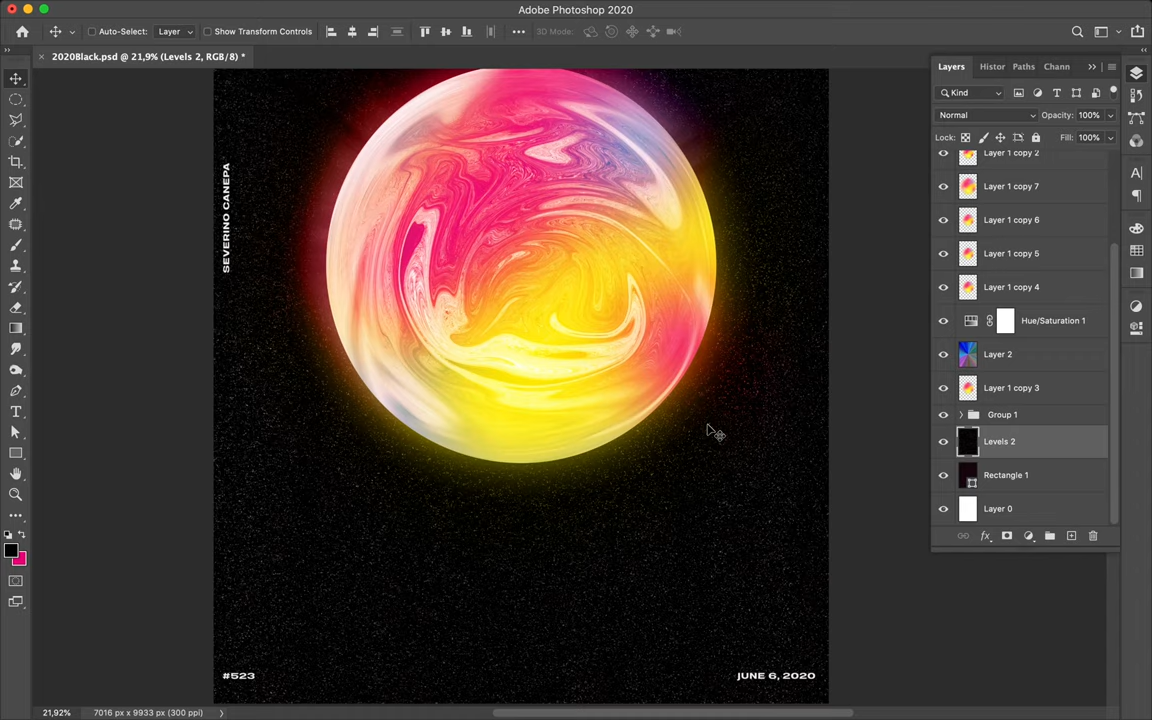 Adobe Photoshop 2020
Auto-Select: Layer Show Transform Controls 3D Mode:
2020Black.psd @ 21,9% (Levels 2, RGB/8) *
Layers Histor Paths Chann
Kind
Normal Opacity: 100%
Lock: Fill: 100%
Layer 1 copy 2
Layer 1 copy 7
Layer 1 copy 6
Layer 1 copy 5
Layer 1 copy 4
Hue/Saturation 1
Layer 2
Layer 1 copy 3
Group 1
Levels 2
Rectangle 1
Layer 0
fx
SEVERINO CANEPA
#523
JUNE 6, 2020
21,92% 7016 px x 9933 px (300 ppi)